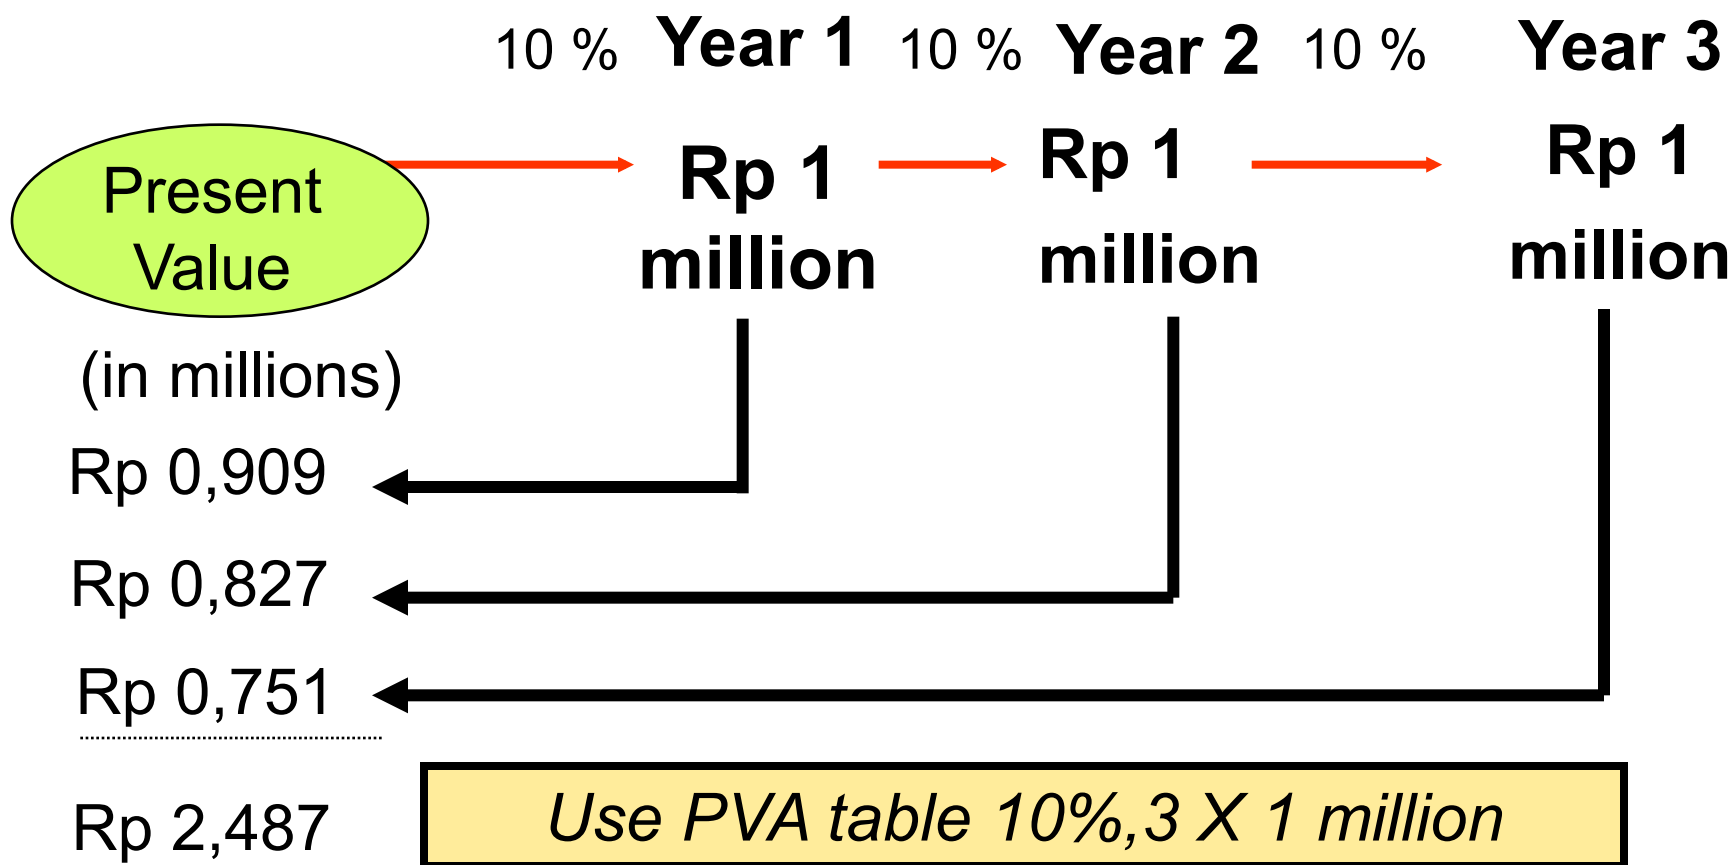 10 % Year 1 10 % Year 2 10 % Year 3
Present
Value
Rp 1
million
Rp 1
million
Rp 1
million
(in millions)
Rp 0,909
Rp 0,827
Rp 0,751
Rp 2,487
Use PVA table 10%,3 X 1 million